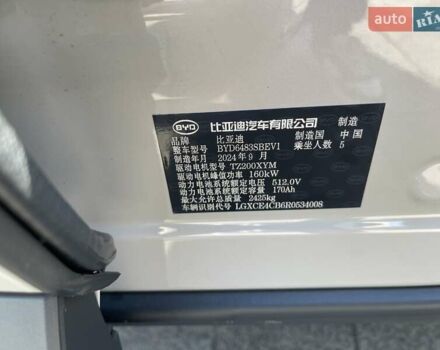 auto RIA
BYD 比亚迪汽车有限公司 制造
品牌 比亚迪 制造国 中国
整车型号 BYD6483SBEV1 乘坐人数 5
制造年月 2024年9月
驱动电机型号 TZ200XYM
驱动电机峰值功率 160kW
动力电池系统额定电压 512.0V
动力电池系统额定容量 170Ah
最大允许总质量 2425kg
车辆识别代号 LGXCE4CB6R0534008